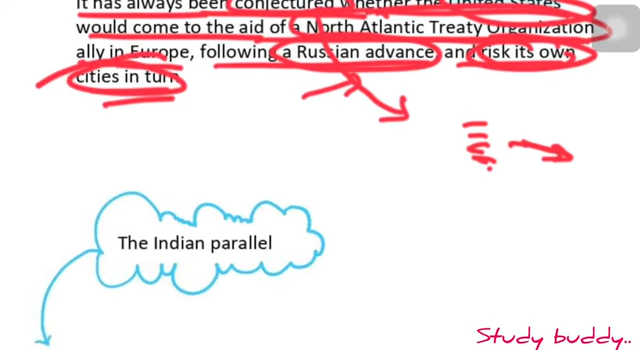 It has always been conjectured whether the United States
would come to the aid of a North Atlantic Treaty Organization
ally in Europe, following a Russian advance and risk its own
cities in turn
The Indian parallel
Study buddy..